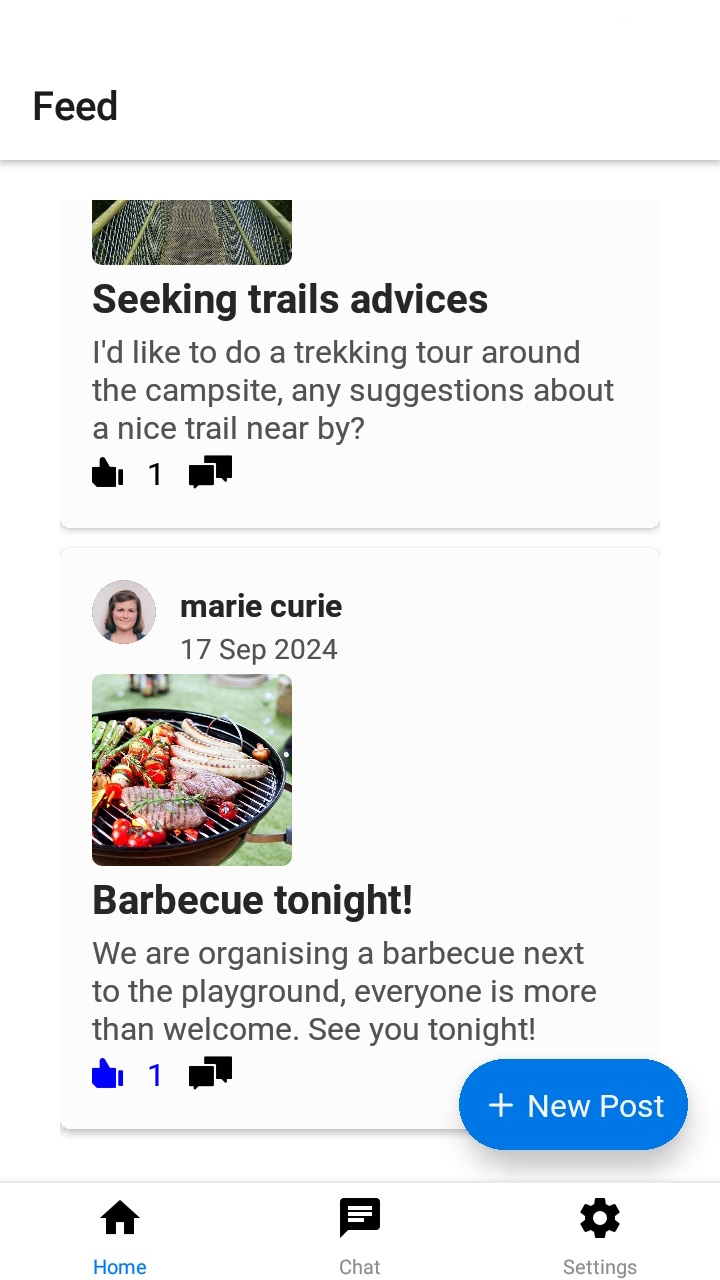 Feed
Seeking trails advices
I'd like to do a trekking tour around
the campsite, any suggestions about
a nice trail near by?
1
marie curie
17 Sep 2024
Barbecue tonight!
We are organising a barbecue next
to the playground, everyone is more
than welcome. See you tonight!
1
+ New Post
Home
Chat
Settings